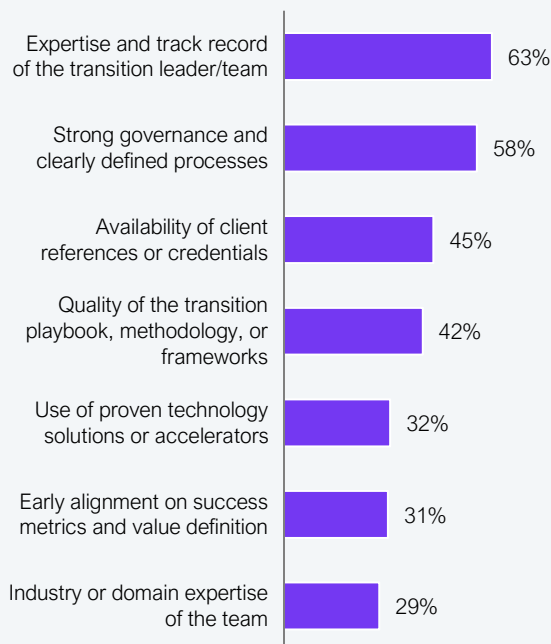 Expertise and track record
of the transition leader/team
63%
Strong governance and
clearly defined processes
58%
Availability of client
references or credentials
45%
Quality of the transition
playbook, methodology, or
frameworks
42%
Use of proven technology
solutions or accelerators
32%
Early alignment on success
metrics and value definition
31%
Industry or domain expertise
of the team
29%